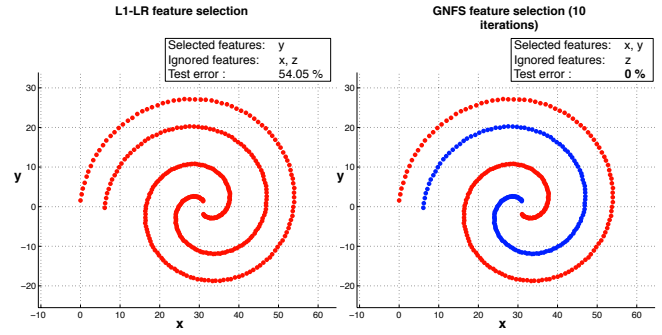 L1-LR feature selection
Selected features: y
Ignored features: x, z
Test error : 54.05 %
30
20
10
0
−10
−20
y
−10 0 10 20 30 40 50 60
x
GNFS feature selection (10
iterations)
Selected features: x, y
Ignored features: z
Test error : 0 %
30
20
10
0
−10
−20
y
−10 0 10 20 30 40 50 60
x